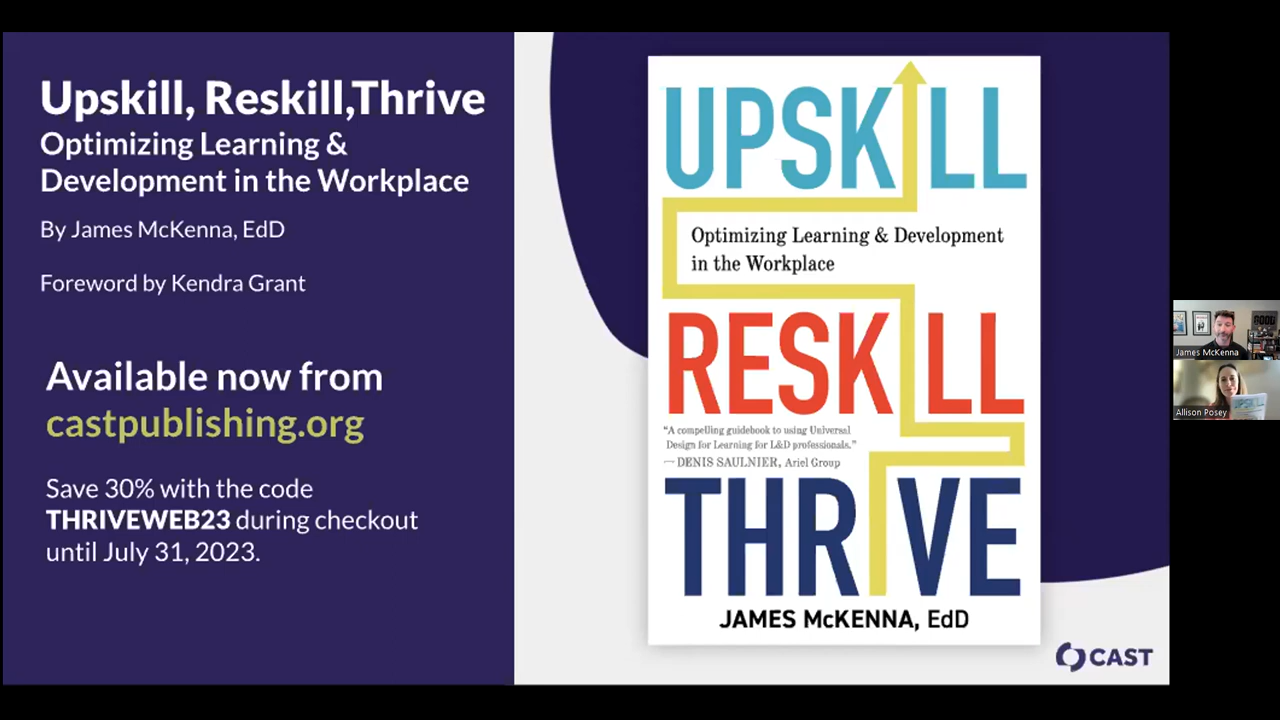 Upskill, Reskill,Thrive
Optimizing Learning &
Development in the Workplace
By James McKenna, EdD
Foreword by Kendra Grant
Available now from
castpublishing.org
Save 30% with the code
THRIVEWEB23 during checkout
until July 31, 2023.
UPSKILL
Optimizing Learning & Development
in the Workplace
RESKILL
“A compelling guidebook to using Universal
Design for Learning for L&D professionals.”
— DENIS SAULNIER, Ariel Group
THRIVE
JAMES McKENNA, EdD
CAST
GOOD
James McKenna
UPSKILL
Allison Posey